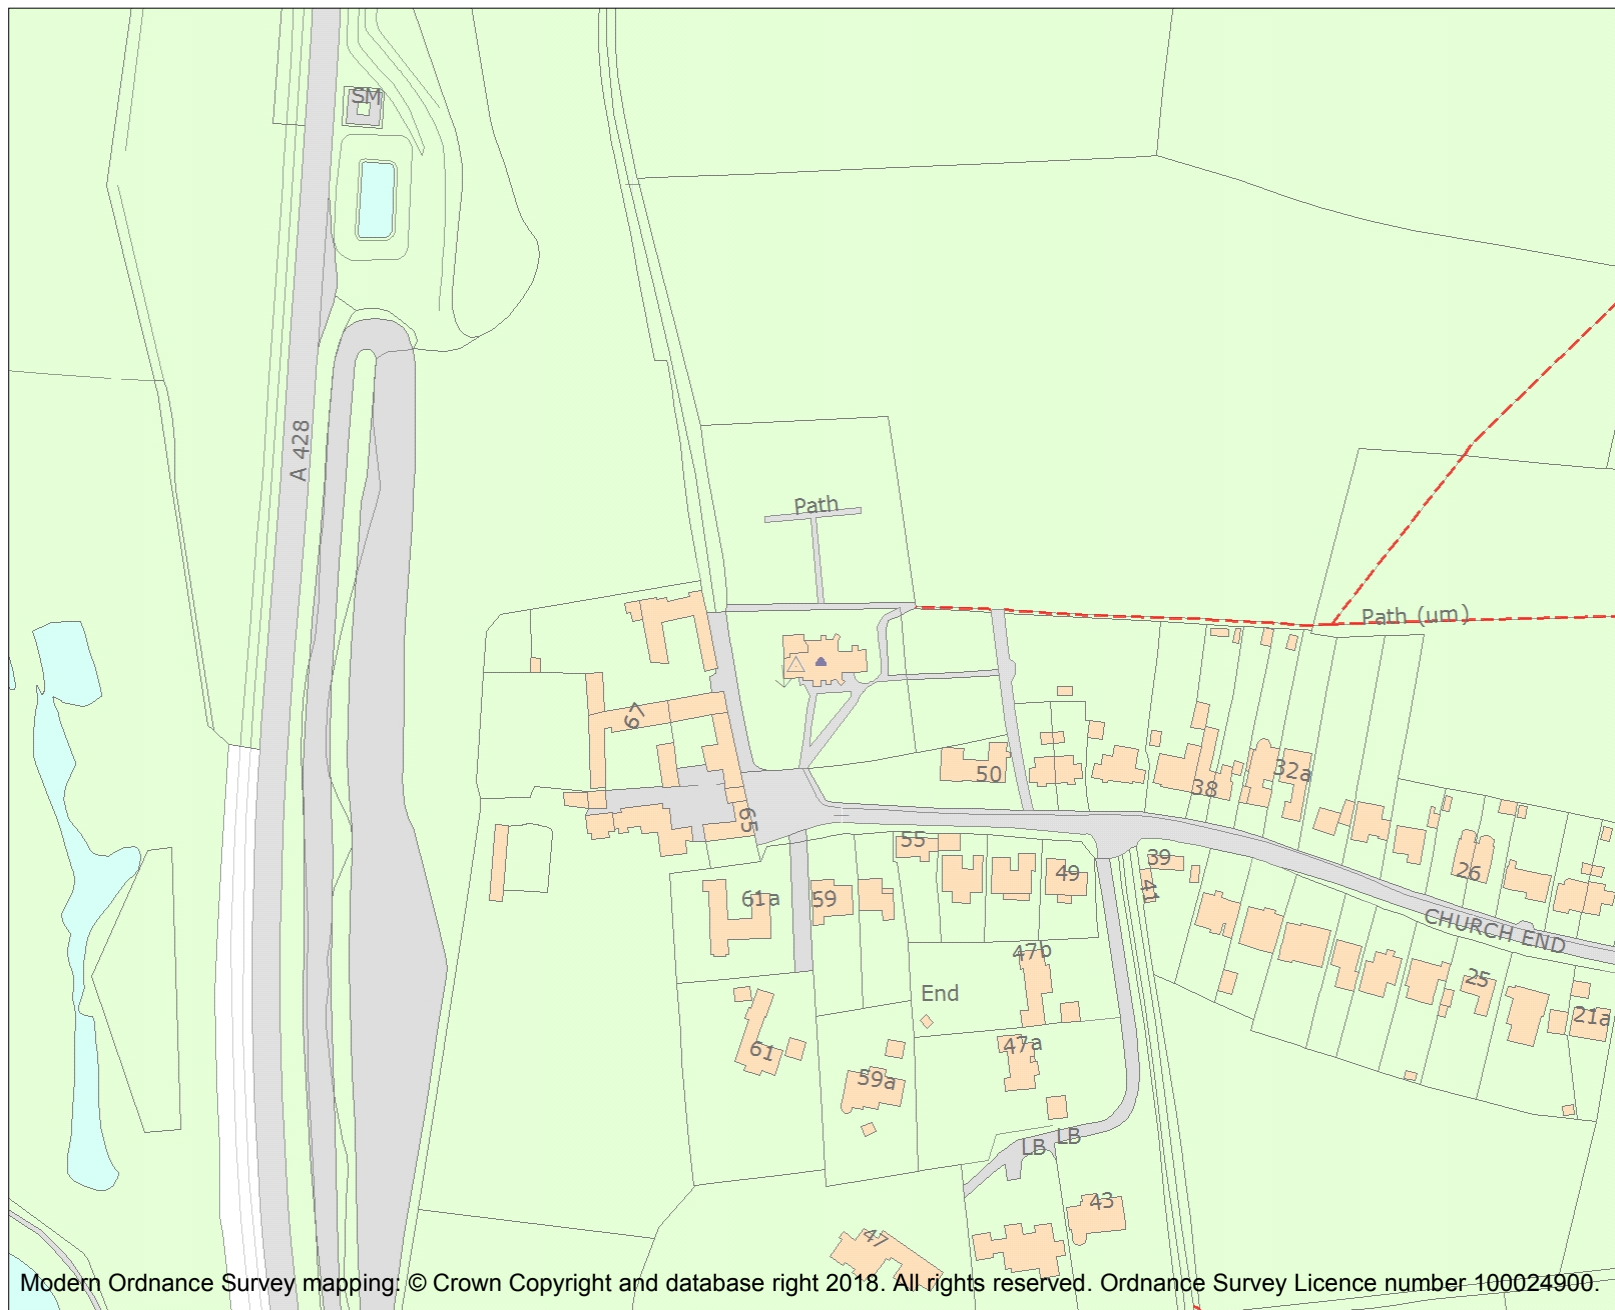 SM
A 428
Path
Path (um)
67
50
38
32a
65
55
39
26
49
41
61a
59
CHURCH END
47b
25
End
21a
61
47a
59a
LB
LB
43
47
Modern Ordnance Survey mapping: © Crown Copyright and database right 2018. All rights reserved. Ordnance Survey Licence number 100024900.